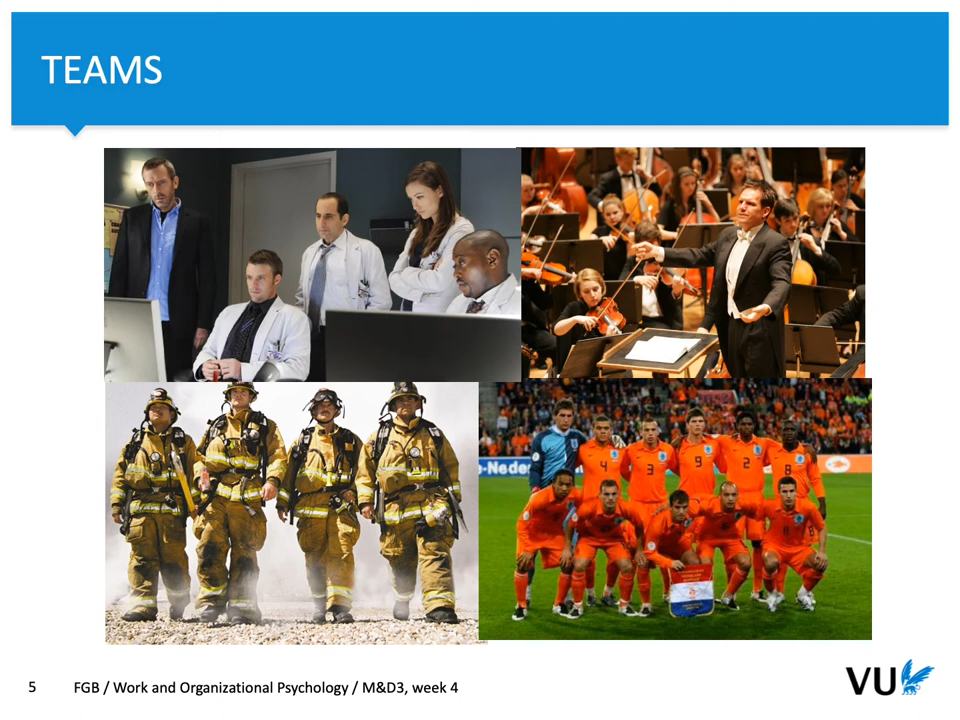 TEAMS
4
3
9
2
8
-Neder
5
FGB / Work and Organizational Psychology / M&D3, week 4
VU